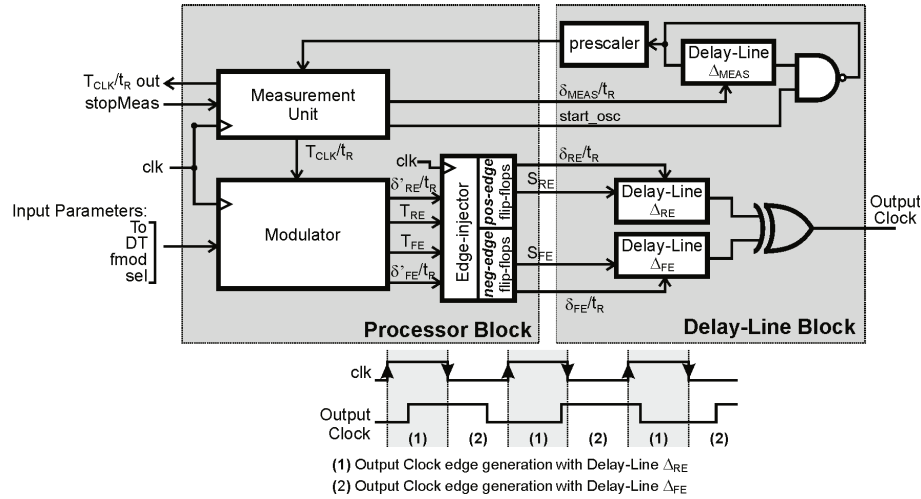 prescaler
Delay-Line
ΔMEAS
TCLK/tR out
stopMeas
Measurement
Unit
δMEAS/tR
start_osc
clk
TCLK/tR
clk
δ'RE/tR
TRE
TFE
δ'FE/tR
Modulator
Input Parameters:
To
DT
fmod
sel
Edge-injector
pos-edge
flip-flops
neg-edge
flip-flops
δRE/tR
SRE
Delay-Line
ΔRE
SFE
Delay-Line
ΔFE
δFE/tR
Output
Clock
Processor Block
Delay-Line Block
clk
Output
Clock
(1) (2) (1) (2) (1) (2)
(1) Output Clock edge generation with Delay-Line ΔRE
(2) Output Clock edge generation with Delay-Line ΔFE